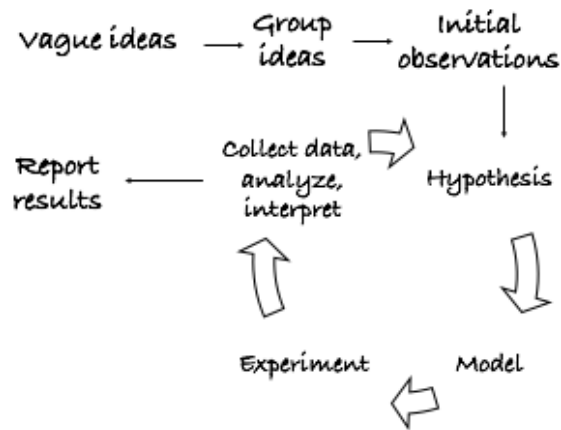 Vague ideas
Group
ideas
Initial
observations
Report
results
Collect data,
analyze,
interpret
Hypothesis
Experiment
Model